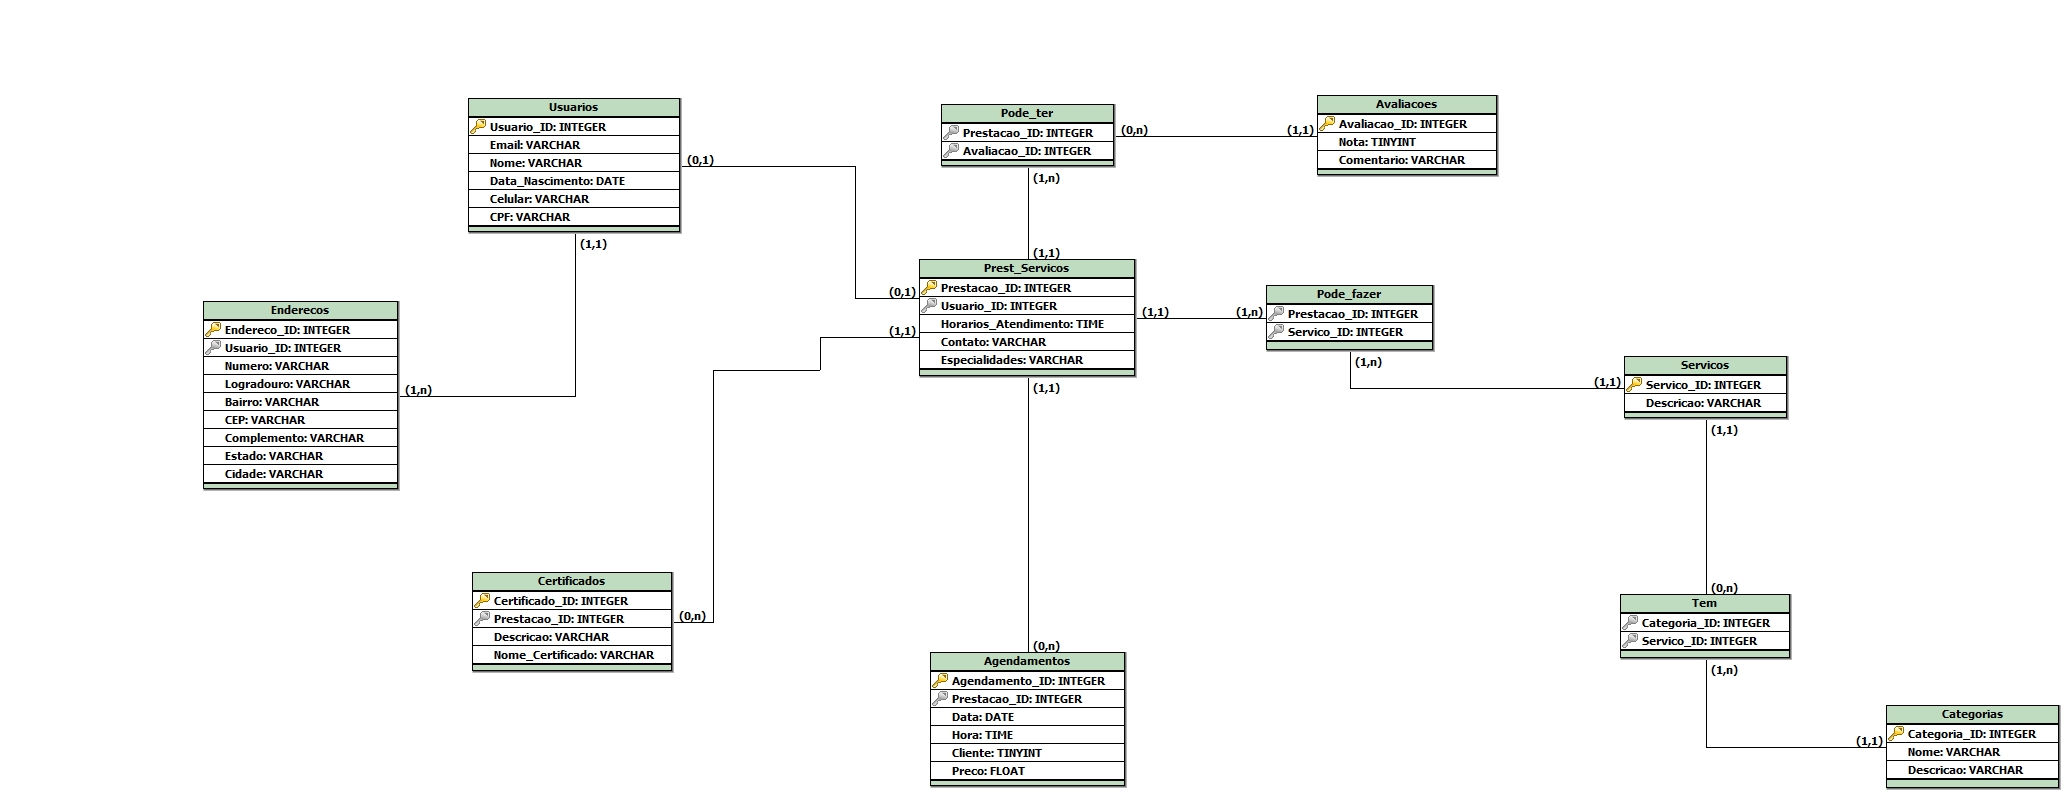 Usuarios
Usuario_ID: INTEGER
Email: VARCHAR
Nome: VARCHAR
Data_Nascimento: DATE
Celular: VARCHAR
CPF: VARCHAR
(0,1)
(1,1)
Pode_ter
Prestacao_ID: INTEGER
Avaliacao_ID: INTEGER
(0,n)
(1,1)
(1,n)
Avaliacoes
Avaliacao_ID: INTEGER
Nota: TINYINT
Comentario: VARCHAR
(1,1)
Prest_Servicos
Prestacao_ID: INTEGER
Usuario_ID: INTEGER
Horarios_Atendimento: TIME
Contato: VARCHAR
Especialidades: VARCHAR
(0,1)
(1,1)
(1,1)
(1,n)
(1,1)
Pode_fazer
Prestacao_ID: INTEGER
Servico_ID: INTEGER
(1,n)
(1,1)
Enderecos
Endereco_ID: INTEGER
Usuario_ID: INTEGER
Numero: VARCHAR
Logradouro: VARCHAR
Bairro: VARCHAR
CEP: VARCHAR
Complemento: VARCHAR
Estado: VARCHAR
Cidade: VARCHAR
(1,n)
Servicos
Servico_ID: INTEGER
Descricao: VARCHAR
(1,1)
(0,n)
Certificados
Certificado_ID: INTEGER
Prestacao_ID: INTEGER
Descricao: VARCHAR
Nome_Certificado: VARCHAR
(0,n)
(0,n)
Agendamentos
Agendamento_ID: INTEGER
Prestacao_ID: INTEGER
Data: DATE
Hora: TIME
Cliente: TINYINT
Preco: FLOAT
Tem
Categoria_ID: INTEGER
Servico_ID: INTEGER
(1,n)
(1,1)
Categorias
Categoria_ID: INTEGER
Nome: VARCHAR
Descricao: VARCHAR